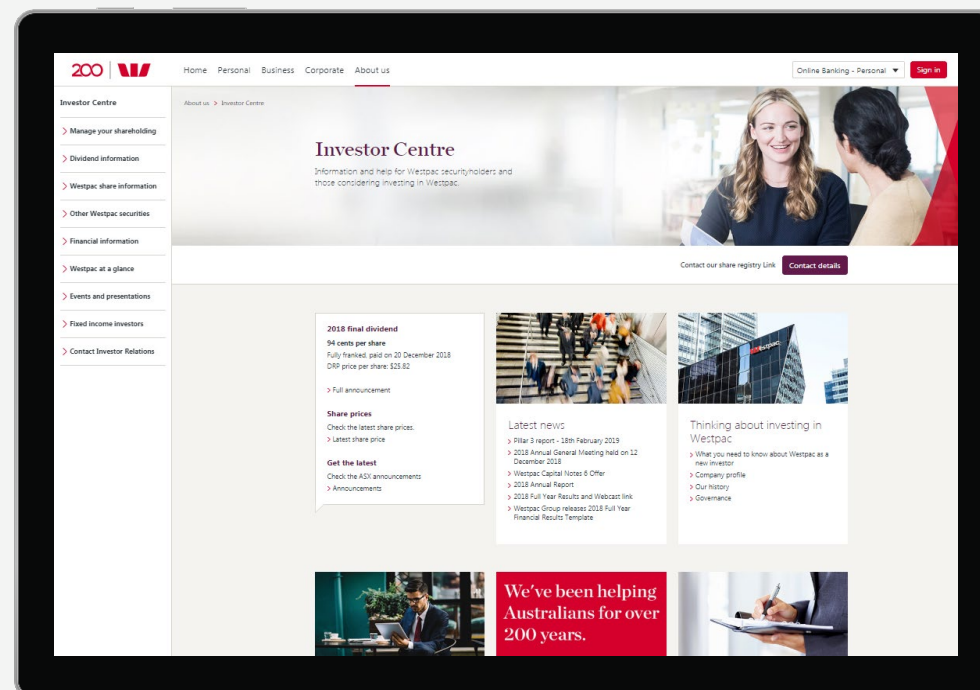 200
Home Personal Business Corporate About us
Online Banking - Personal
Sign in
Investor Centre
Manage your shareholding
Dividend information
Westpac share information
Other Westpac securities
Financial information
Westpac at a glance
Events and presentations
Fixed income investors
Contact Investor Relations
About us > Investor Centre
Investor Centre
Information and help for Westpac securityholders and
those considering investing in Westpac.
Contact our share registry Link
Contact details
2018 final dividend
94 cents per share
Fully franked, paid on 20 December 2018
DRP price per share: $25.82
> Full announcement
Share prices
Check the latest share prices.
> Latest share price
Get the latest
Check the ASX announcements
> Announcements
Latest news
> Pillar 3 report - 18th February 2019
> 2018 Annual General Meeting held on 12
December 2018
> Westpac Capital Notes 6 Offer
> 2018 Annual Report
> 2018 Full Year Results and Webcast link
> Westpac Group releases 2018 Full Year
Financial Results Template
Westpac
Thinking about investing in
Westpac
> What you need to know about Westpac as a
new investor
> Company profile
> Our history
> Governance
We've been helping
Australians for over
200 years.